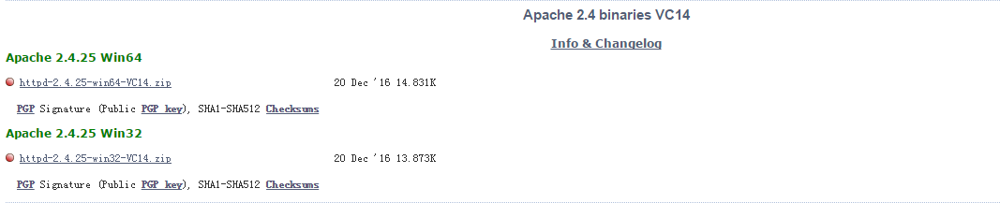 Apache 2.4 binaries VC14
Info & Changelog
Apache 2.4.25 Win64
httpd-2.4.25-win64-VC14.zip 20 Dec '16 14.831K
PGP Signature (Public PGP key), SHA1-SHA512 Checksums
Apache 2.4.25 Win32
httpd-2.4.25-win32-VC14.zip 20 Dec '16 13.873K
PGP Signature (Public PGP key), SHA1-SHA512 Checksums